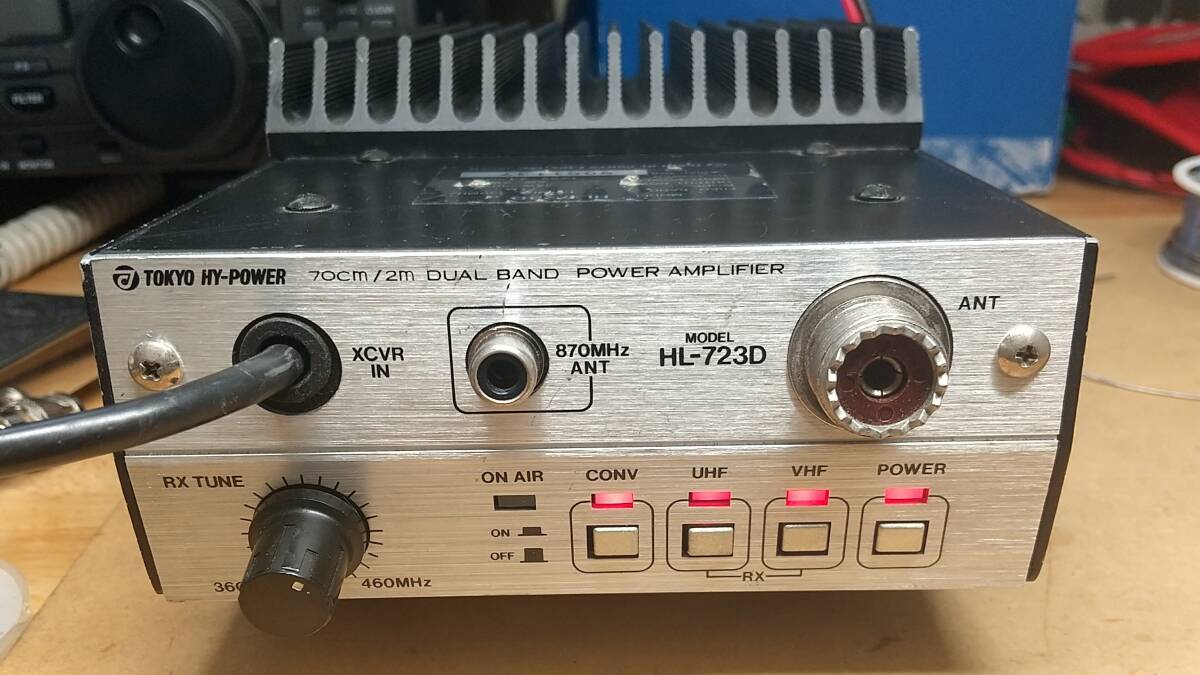 FILTER
TOKYO HY-POWER 70cm/2m DUAL BAND POWER AMPLIFIER
XCVR
IN
870MHz
ANT
MODEL
HL-723D
ANT
RX TUNE
460MHz
ON AIR
ON
OFF
CONV
UHF
VHF
POWER
RX